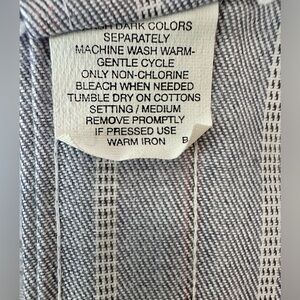 DARK COLORS
SEPARATELY
MACHINE WASH WARM-
GENTLE CYCLE
ONLY NON-CHLORINE
BLEACH WHEN NEEDED
TUMBLE DRY ON COTTONS
SETTING / MEDIUM
REMOVE PROMPTLY
IF PRESSED USE
WARM IRON B